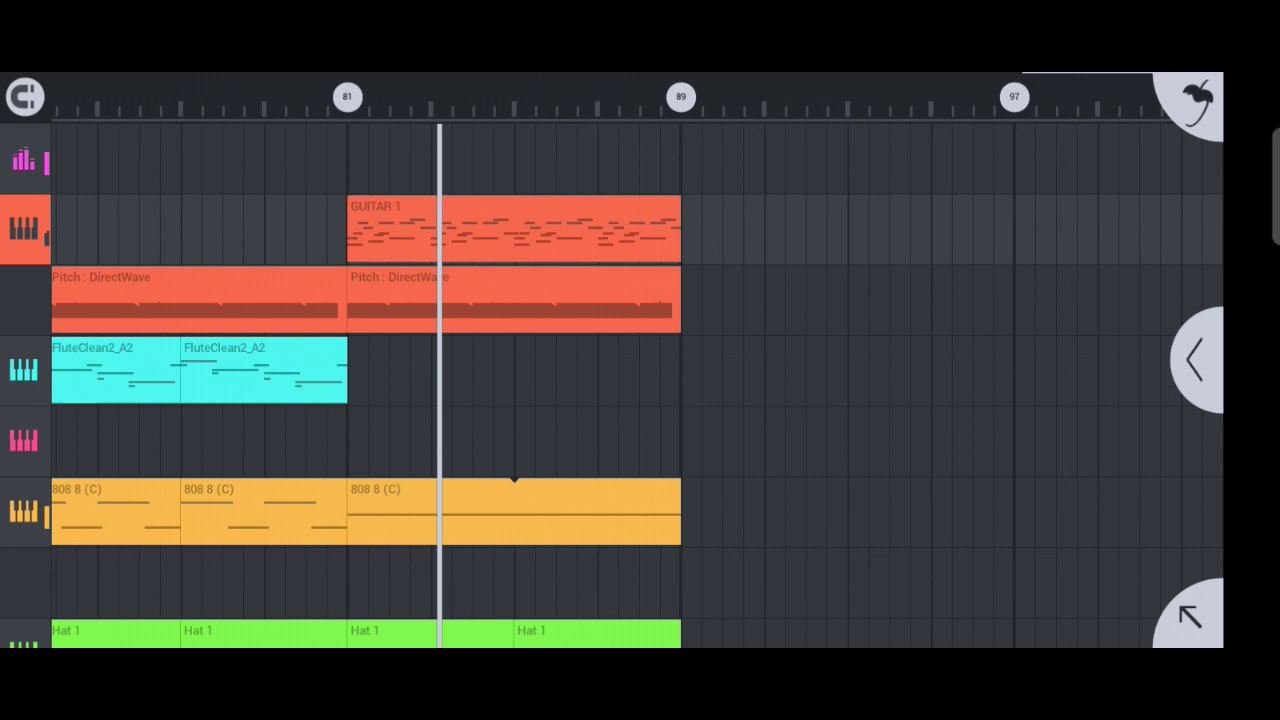 81 89 97
GUITAR 1
Pitch : DirectWave Pitch : DirectWave
FluteClean2_A2 FluteClean2_A2
808 8 (C) 808 8 (C) 808 8 (C)
Hat 1 Hat 1 Hat 1 Hat 1